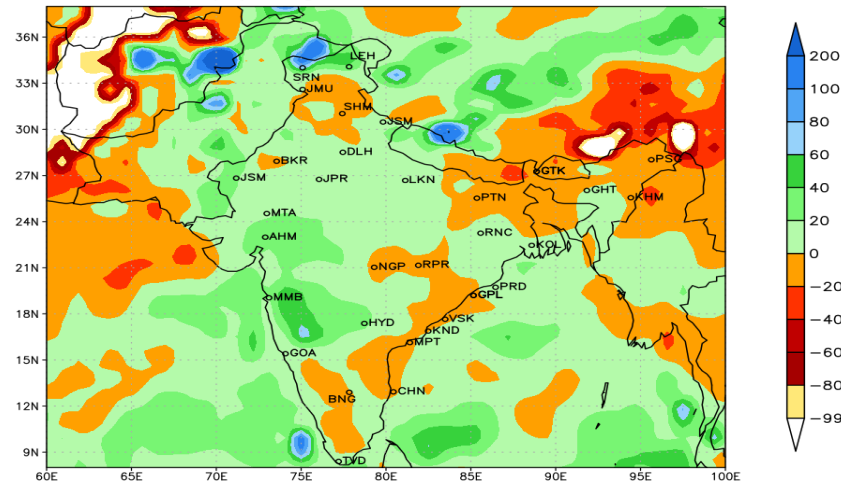 36N
33N
30N
27N
24N
21N
18N
15N
12N
9N
60E 65E 70E 75E 80E 85E 90E 95E 100E
LEH
SRN
JMU
SHM
JSM
DLH
BKR
PSG
GTK
JSM
JPR
LKN
GHT
KHM
PTN
MTA
RNC
AHM
KOL
NGP
RPR
PRD
MMB
GPL
HYD
VSK
KND
MPT
GOA
BNG
CHN
TVD
200
100
80
60
40
20
0
−20
−40
−60
−80
−99